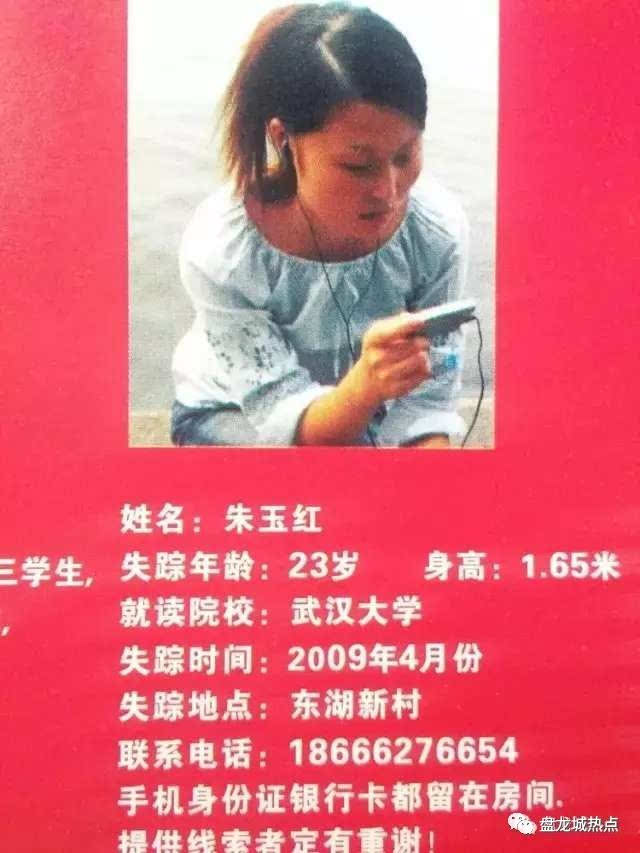 姓名：朱玉红
三学生，
失踪年龄：23岁 身高：1.65米
就读院校：武汉大学
失踪时间：2009年4月份
失踪地点：东湖新村
联系电话：18666276654
手机身份证银行卡都留在房间.
提供线索者定有重谢！
盘龙城热点